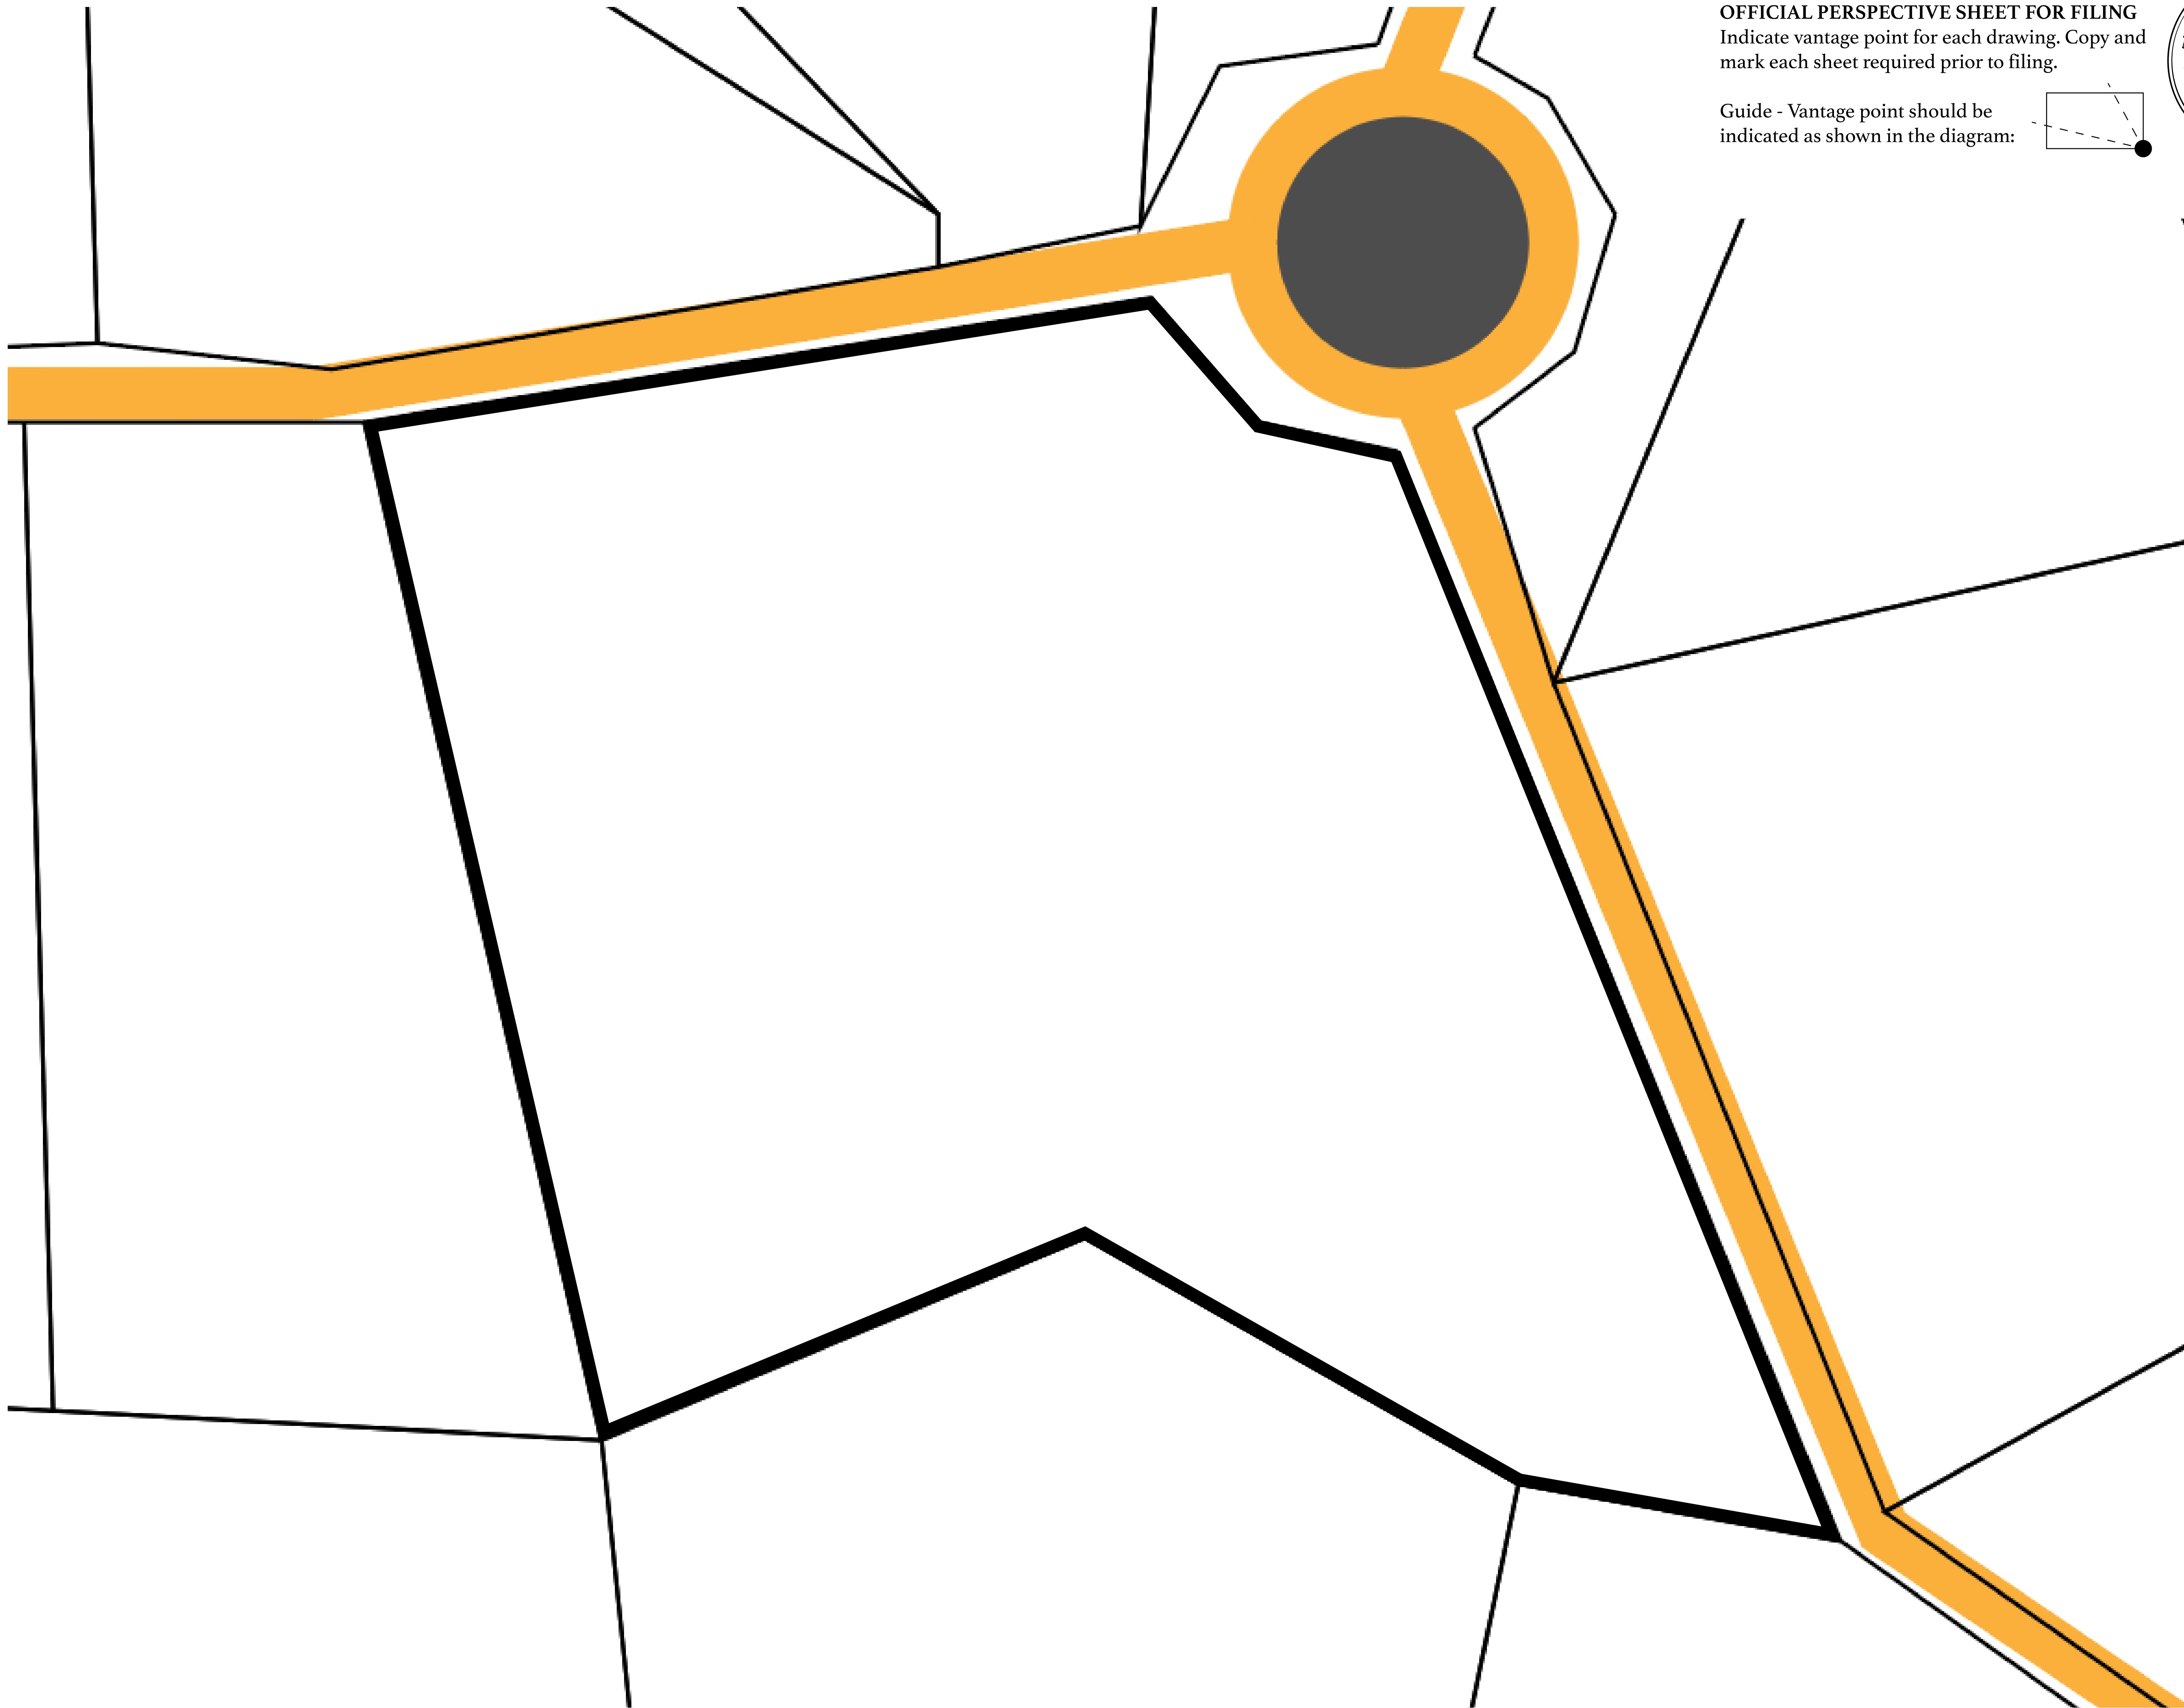 OFFICIAL PERSPECTIVE SHEET FOR FILING
Indicate vantage point for each drawing. Copy and
mark each sheet required prior to filing.
Guide - Vantage point should be
indicated as shown in the diagram: